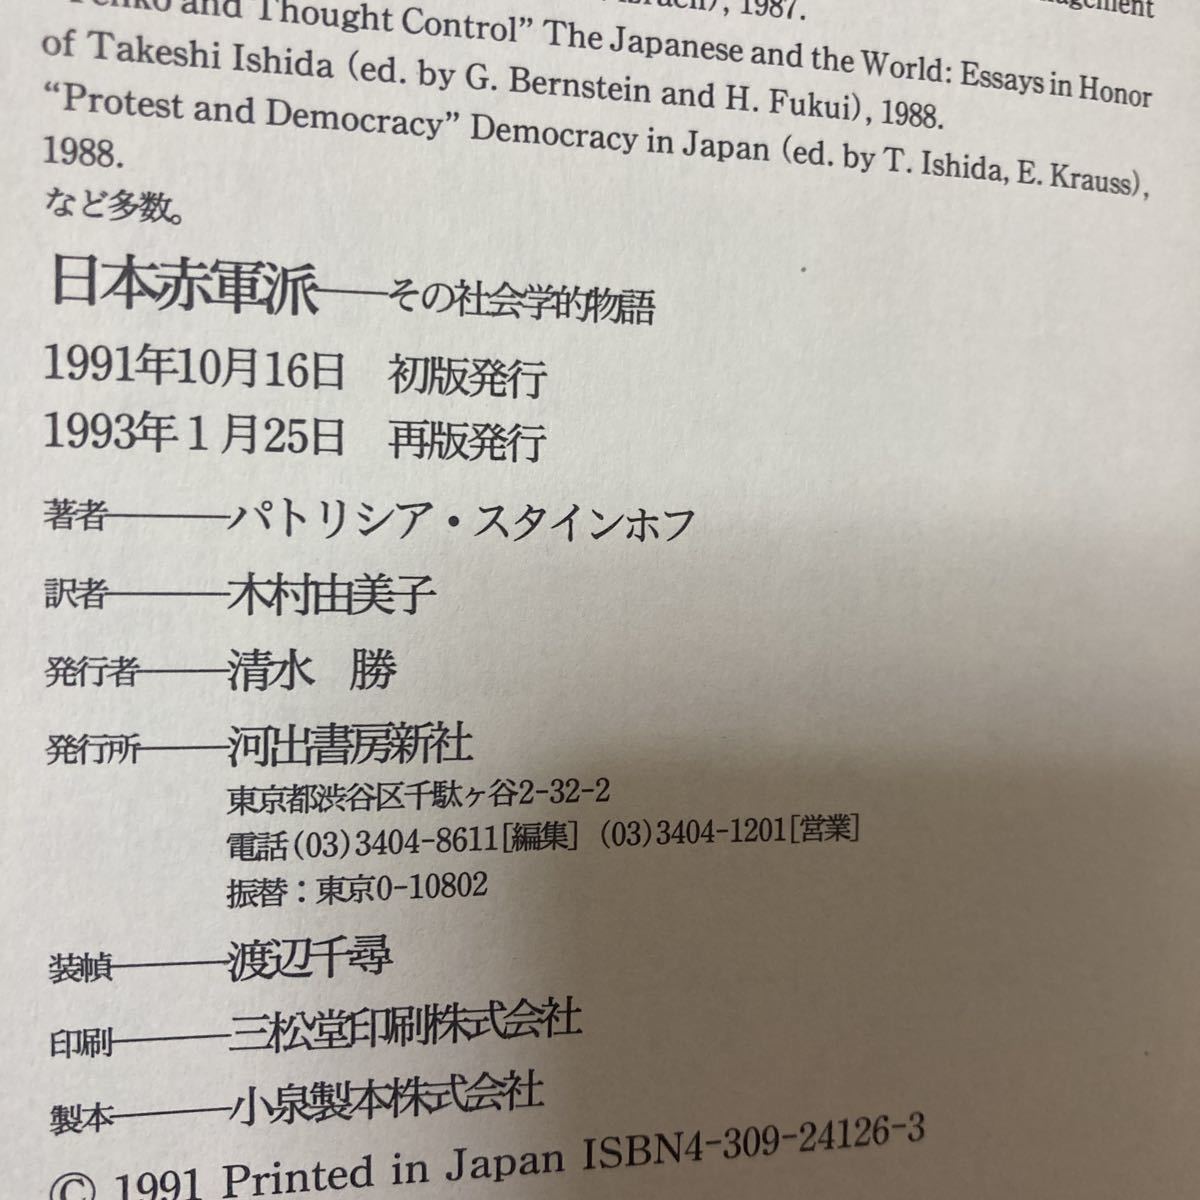 and Thought Control” The Japanese and the World: Essays in Honor
of Takeshi Ishida (ed. by G. Bernstein and H. Fukui), 1988.
“Protest and Democracy” Democracy in Japan (ed. by T. Ishida, E. Krauss),
1988.
など多数。
日本赤軍派——その社会学的物語
1991年10月16日　初版発行
1993年1月25日　再版発行
著者———パトリシア・スタインホフ
訳者———木村由美子
発行者——清水　勝
発行所——河出書房新社
東京都渋谷区千駄ヶ谷2-32-2
電話(03)3404-8611[編集]　(03)3404-1201[営業]
振替：東京0-10802
装幀———渡辺千尋
印刷———三松堂印刷株式会社
製本———小泉製本株式会社
© 1991 Printed in Japan ISBN4-309-24126-3